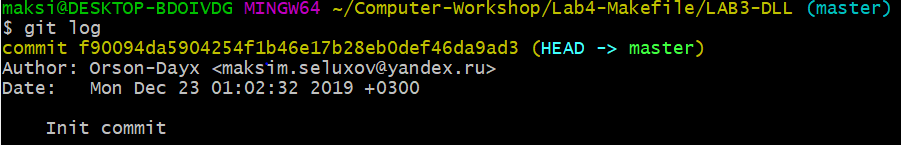 maksi@DESKTOP-BDOIVDG MINGW64 ~/Computer-Workshop/Lab4-Makefile/LAB3-DLL (master)
$ git log
commit f90094da5904254f1b46e17b28eb0def46da9ad3 (HEAD -> master)
Author: Orson-Dayx <maksim.seluxov@yandex.ru>
Date:   Mon Dec 23 01:02:32 2019 +0300
    Init commit